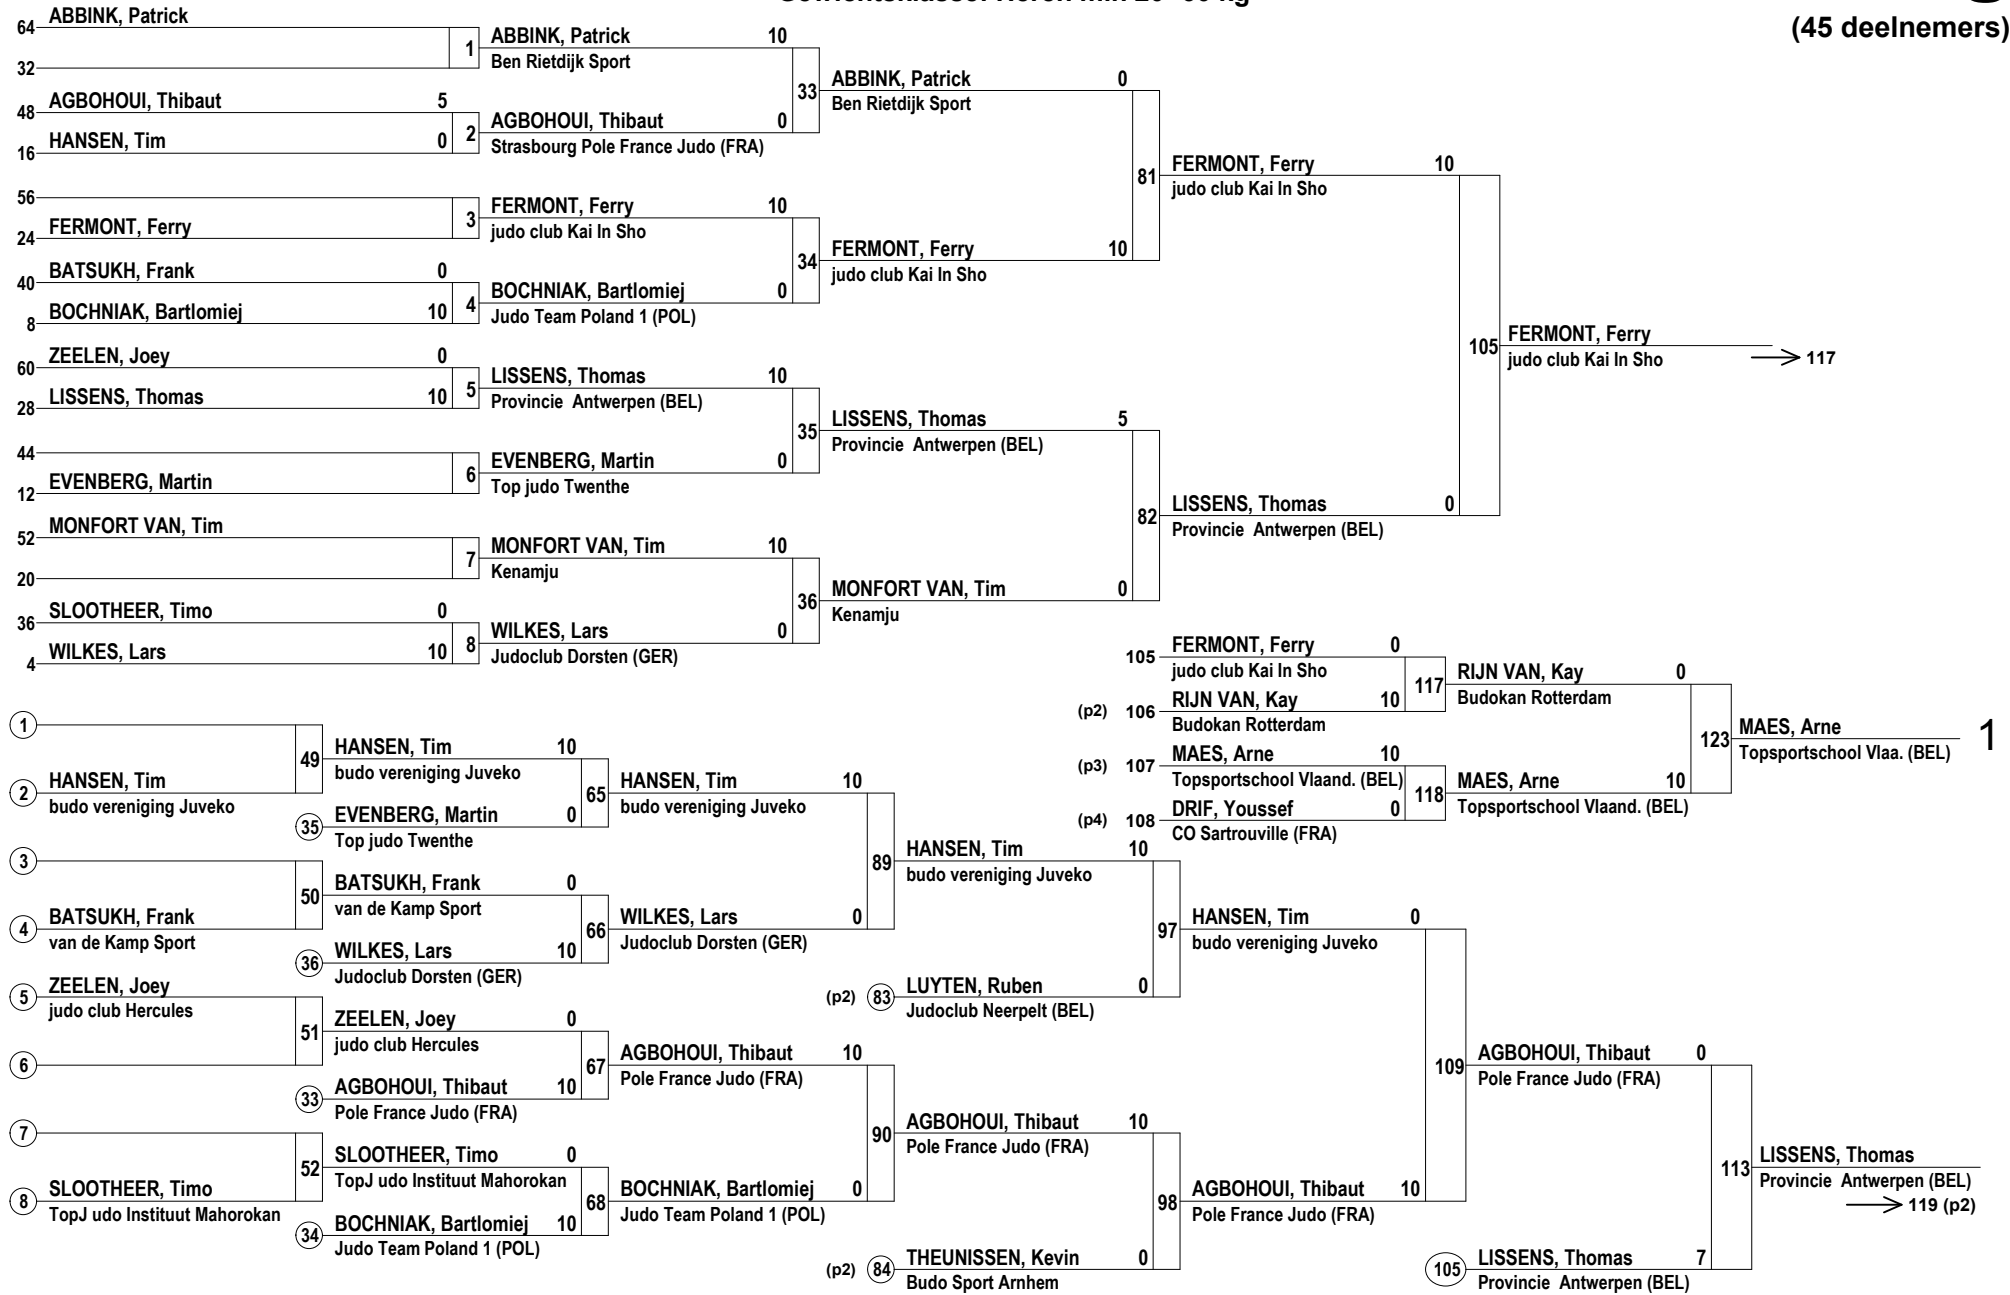 (45 deelnemers)
64 ABBINK, Patrick
32
1
48 AGBOHOUI, Thibaut 5
16 HANSEN, Tim 0
2
56
24 FERMONT, Ferry
3
40 BATSUKH, Frank 0
8 BOCHNIAK, Bartlomiej 10
4
60 ZEELEN, Joey 0
28 LISSENS, Thomas 10
5
44
12 EVENBERG, Martin
6
52 MONFORT VAN, Tim
20
7
36 SLOOTHEER, Timo 0
4 WILKES, Lars 10
8
ABBINK, Patrick 10
Ben Rietdijk Sport
33
AGBOHOUI, Thibaut 0
Strasbourg Pole France Judo (FRA)
FERMONT, Ferry 10
judo club Kai In Sho
34
BOCHNIAK, Bartlomiej 0
Judo Team Poland 1 (POL)
LISSENS, Thomas 10
Provincie Antwerpen (BEL)
35
EVENBERG, Martin 0
Top judo Twenthe
MONFORT VAN, Tim 10
Kenamju
36
WILKES, Lars 0
Judoclub Dorsten (GER)
ABBINK, Patrick 0
Ben Rietdijk Sport
81
FERMONT, Ferry 10
judo club Kai In Sho
LISSENS, Thomas 5
Provincie Antwerpen (BEL)
82
MONFORT VAN, Tim 0
Kenamju
FERMONT, Ferry 10
judo club Kai In Sho
105
LISSENS, Thomas 0
Provincie Antwerpen (BEL)
FERMONT, Ferry
judo club Kai In Sho
117
105 FERMONT, Ferry 0
judo club Kai In Sho
117
(p2) 106 RIJN VAN, Kay 10
Budokan Rotterdam
(p3) 107 MAES, Arne 10
Topsportschool Vlaand. (BEL)
118
(p4) 108 DRIF, Youssef 0
CO Sartrouville (FRA)
RIJN VAN, Kay 0
Budokan Rotterdam
123
MAES, Arne 10
Topsportschool Vlaand. (BEL)
MAES, Arne 1
Topsportschool Vlaa. (BEL)
1
2 HANSEN, Tim
budo vereniging Juveko
49
3
4 BATSUKH, Frank
van de Kamp Sport
50
5 ZEELEN, Joey
judo club Hercules
51
6
7
52
8 SLOOTHEER, Timo
TopJ udo Instituut Mahorokan
HANSEN, Tim 10
budo vereniging Juveko
65
35 EVENBERG, Martin 0
Top judo Twenthe
BATSUKH, Frank 0
van de Kamp Sport
66
36 WILKES, Lars 10
Judoclub Dorsten (GER)
ZEELEN, Joey 0
judo club Hercules
67
33 AGBOHOUI, Thibaut 10
Pole France Judo (FRA)
SLOOTHEER, Timo 0
TopJ udo Instituut Mahorokan
68
34 BOCHNIAK, Bartlomiej 10
Judo Team Poland 1 (POL)
HANSEN, Tim 10
budo vereniging Juveko
89
WILKES, Lars 0
Judoclub Dorsten (GER)
AGBOHOUI, Thibaut 10
Pole France Judo (FRA)
90
BOCHNIAK, Bartlomiej 0
Judo Team Poland 1 (POL)
HANSEN, Tim 10
budo vereniging Juveko
97
(p2) 83 LUYTEN, Ruben 0
Judoclub Neerpelt (BEL)
AGBOHOUI, Thibaut 10
Pole France Judo (FRA)
98
(p2) 84 THEUNISSEN, Kevin 0
Budo Sport Arnhem
HANSEN, Tim 0
budo vereniging Juveko
109
AGBOHOUI, Thibaut 10
Pole France Judo (FRA)
AGBOHOUI, Thibaut 0
Pole France Judo (FRA)
113
105 LISSENS, Thomas 7
Provincie Antwerpen (BEL)
LISSENS, Thomas
Provincie Antwerpen (BEL)
119 (p2)